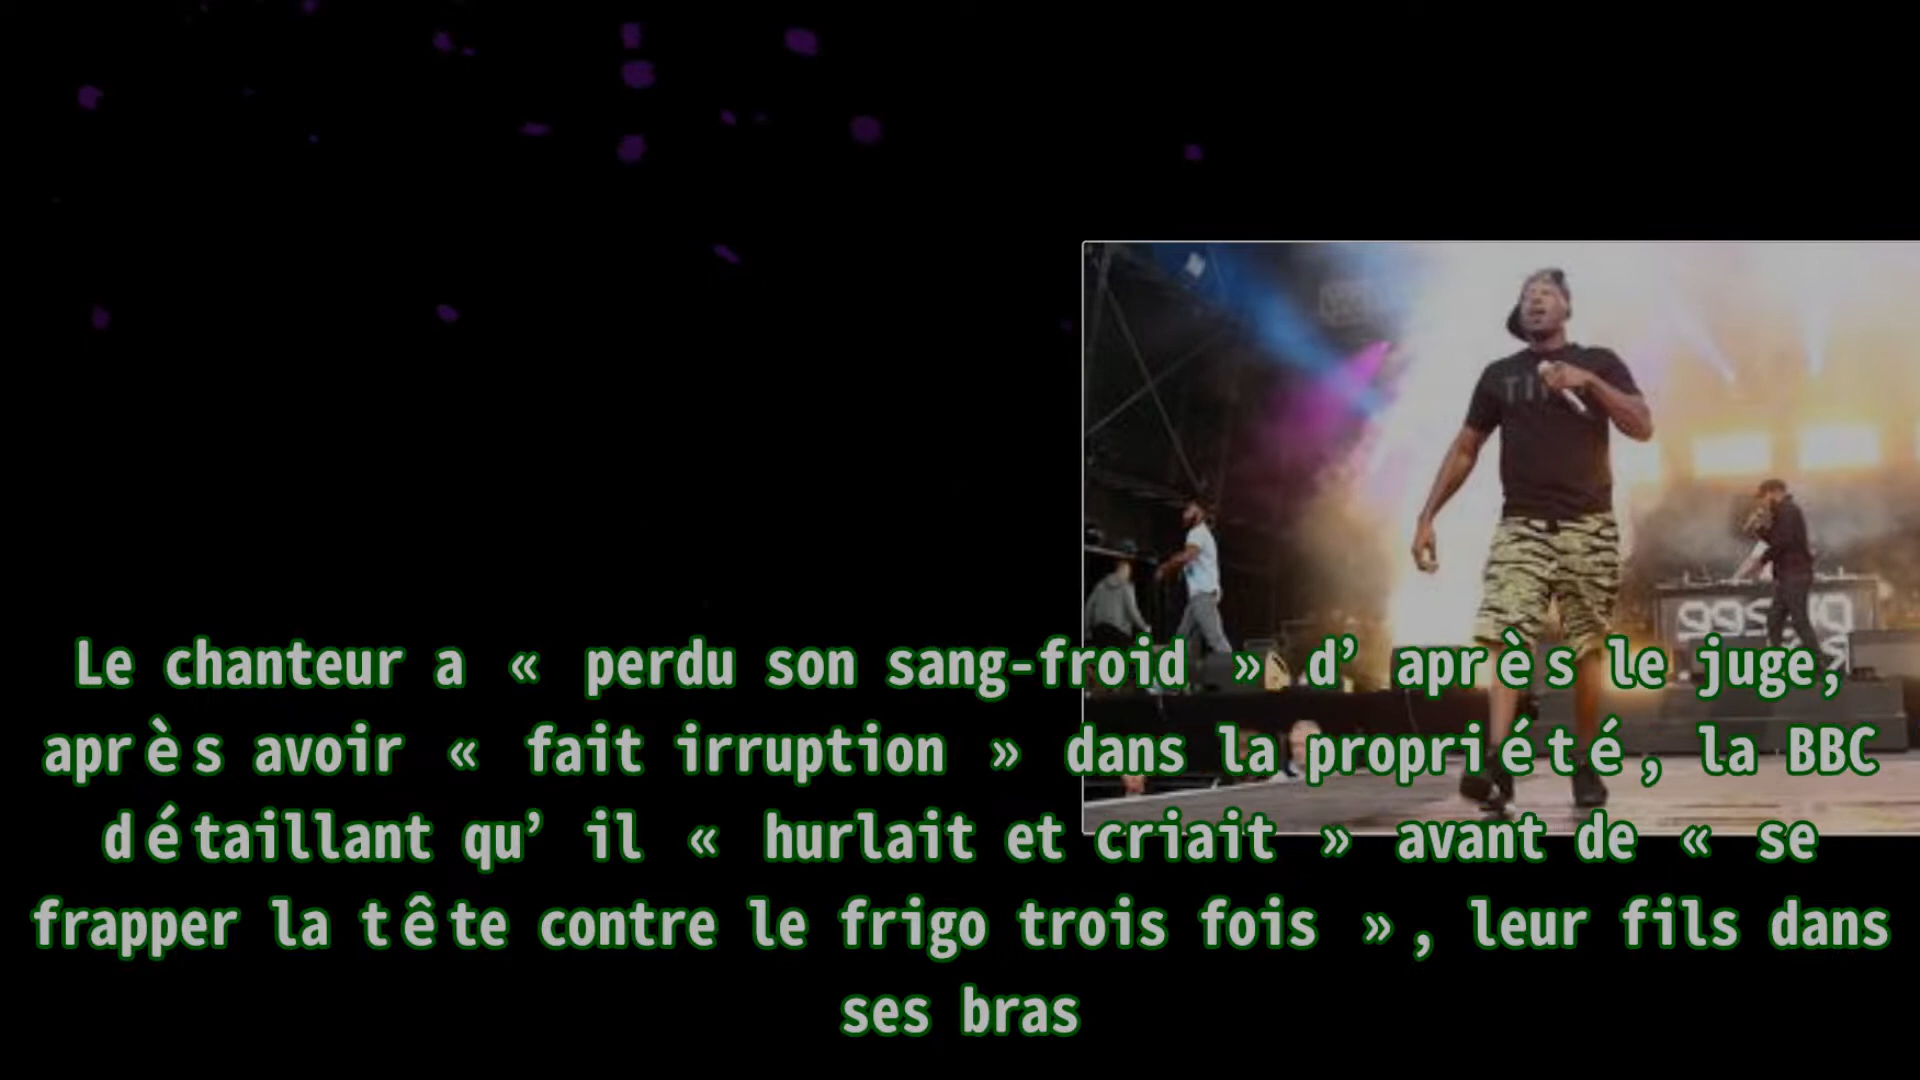 Le chanteur a « perdu son sang-froid » d’ après le juge,
après avoir « fait irruption » dans la propriété, la BBC
détaillant qu’ il « hurlait et criait » avant de « se
frapper la tête contre le frigo trois fois », leur fils dans
ses bras